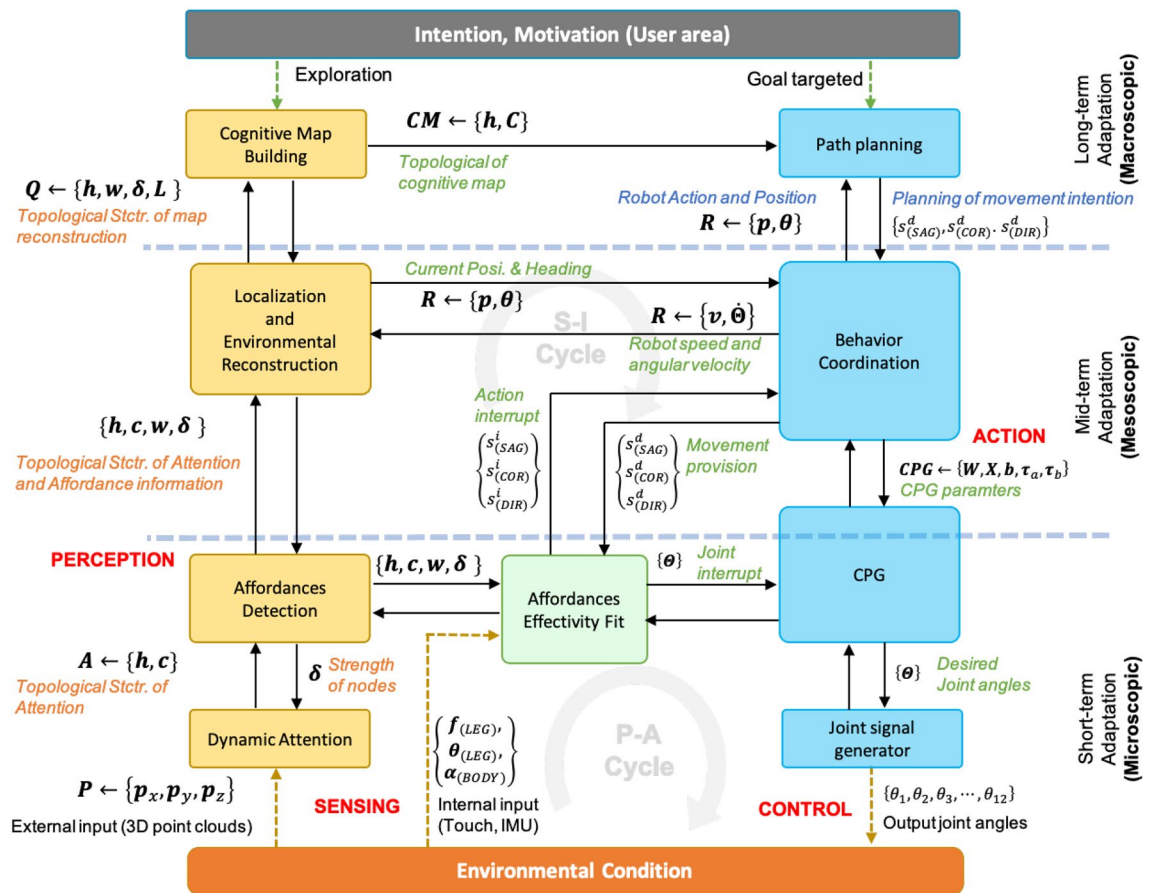 Intention, Motivation (User area)
Exploration
Goal targeted
Cognitive Map
Building
CM ← {h, C}
Topological of
cognitive map
Path planning
Long-term
Adaptation
(Macroscopic)
Q ← {h, w, δ, L }
Topological Stctr. of map
reconstruction
Robot Action and Position
R ← {p, θ}
Planning of movement intention
{s^d_(SAG), s^d_(COR). s^d_(DIR)}
Localization
and
Environmental
Reconstruction
Current Posi. & Heading
R ← {p, θ}
S-I
Cycle
R ← {v, Θ̇}
Robot speed and
angular velocity
Behavior
Coordination
Mid-term
Adaptation
(Mesoscopic)
{h, c, w, δ }
Topological Stctr. of Attention
and Affordance information
Action
interrupt
{s^i_(SAG)
s^i_(COR)
s^i_(DIR)}
{s^d_(SAG)
s^d_(COR)
s^d_(DIR)}
Movement
provision
ACTION
CPG ← {W, X, b, τ_a, τ_b}
CPG paramters
PERCEPTION
Affordances
Detection
{h, c, w, δ }
Affordances
Effectivity Fit
{Θ}
Joint
interrupt
CPG
A ← {h, c}
Topological Stctr. of
Attention
δ
Strength
of nodes
{Θ}
Desired
Joint angles
Short-term
Adaptation
(Microscopic)
Dynamic Attention
{f_(LEG),
θ_(LEG),
α_(BODY)}
P-A
Cycle
Joint signal
generator
P ← {p_x, p_y, p_z}
External input (3D point clouds)
SENSING
Internal input
(Touch, IMU)
CONTROL
{θ_1, θ_2, θ_3, ⋯, θ_12}
Output joint angles
Environmental Condition